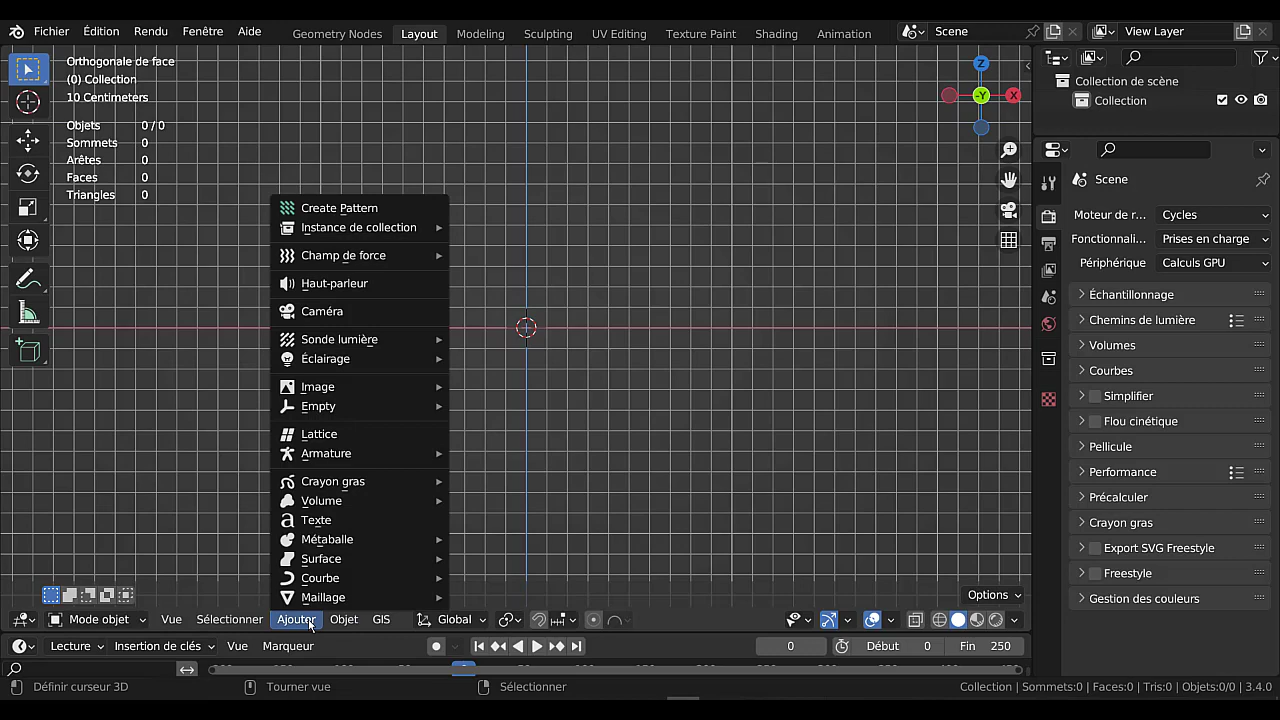 Fichier Édition Rendu Fenêtre Aide
Geometry Nodes Layout Modeling Sculpting UV Editing Texture Paint Shading Animation
Scene
View Layer
Orthogonale de face
(0) Collection
10 Centimeters
Objets 0 / 0
Sommets 0
Arêtes 0
Faces 0
Triangles 0
Z
-Y
X
Create Pattern
Instance de collection
Champ de force
Haut-parleur
Caméra
Sonde lumière
Éclairage
Image
Empty
Lattice
Armature
Crayon gras
Volume
Texte
Métaballe
Surface
Courbe
Maillage
Options
Mode objet Vue Sélectionner Ajouter Objet GIS Global
Lecture Insertion de clés Vue Marqueur 0 Début 0 Fin 250
Définir curseur 3D Tourner vue Sélectionner
Collection | Sommets:0 | Faces:0 | Tris:0 | Objets:0/0 | 3.4.0
Collection de scène
Collection
Scene
Moteur de r... Cycles
Fonctionnali... Prises en charge
Périphérique Calculs GPU
Échantillonnage
Chemins de lumière
Volumes
Courbes
Simplifier
Flou cinétique
Pellicule
Performance
Précalculer
Crayon gras
Export SVG Freestyle
Freestyle
Gestion des couleurs